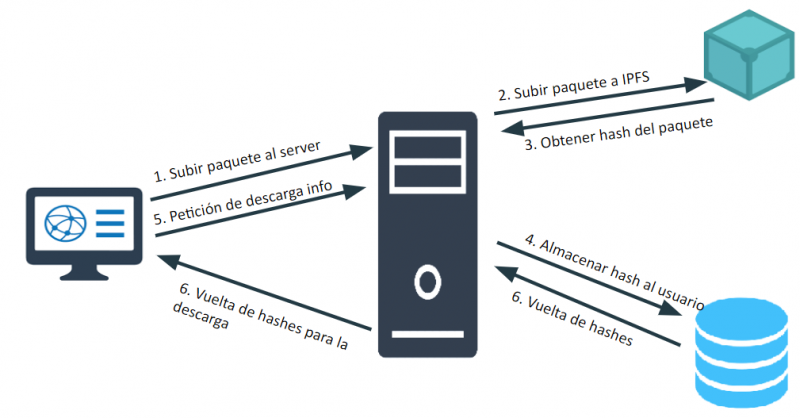 2. Subir paquete a IPFS
3. Obtener hash del paquete
1. Subir paquete al server
5. Petición de descarga info
4. Almacenar hash al usuario
6. Vuelta de hashes
6. Vuelta de hashes para la
descarga